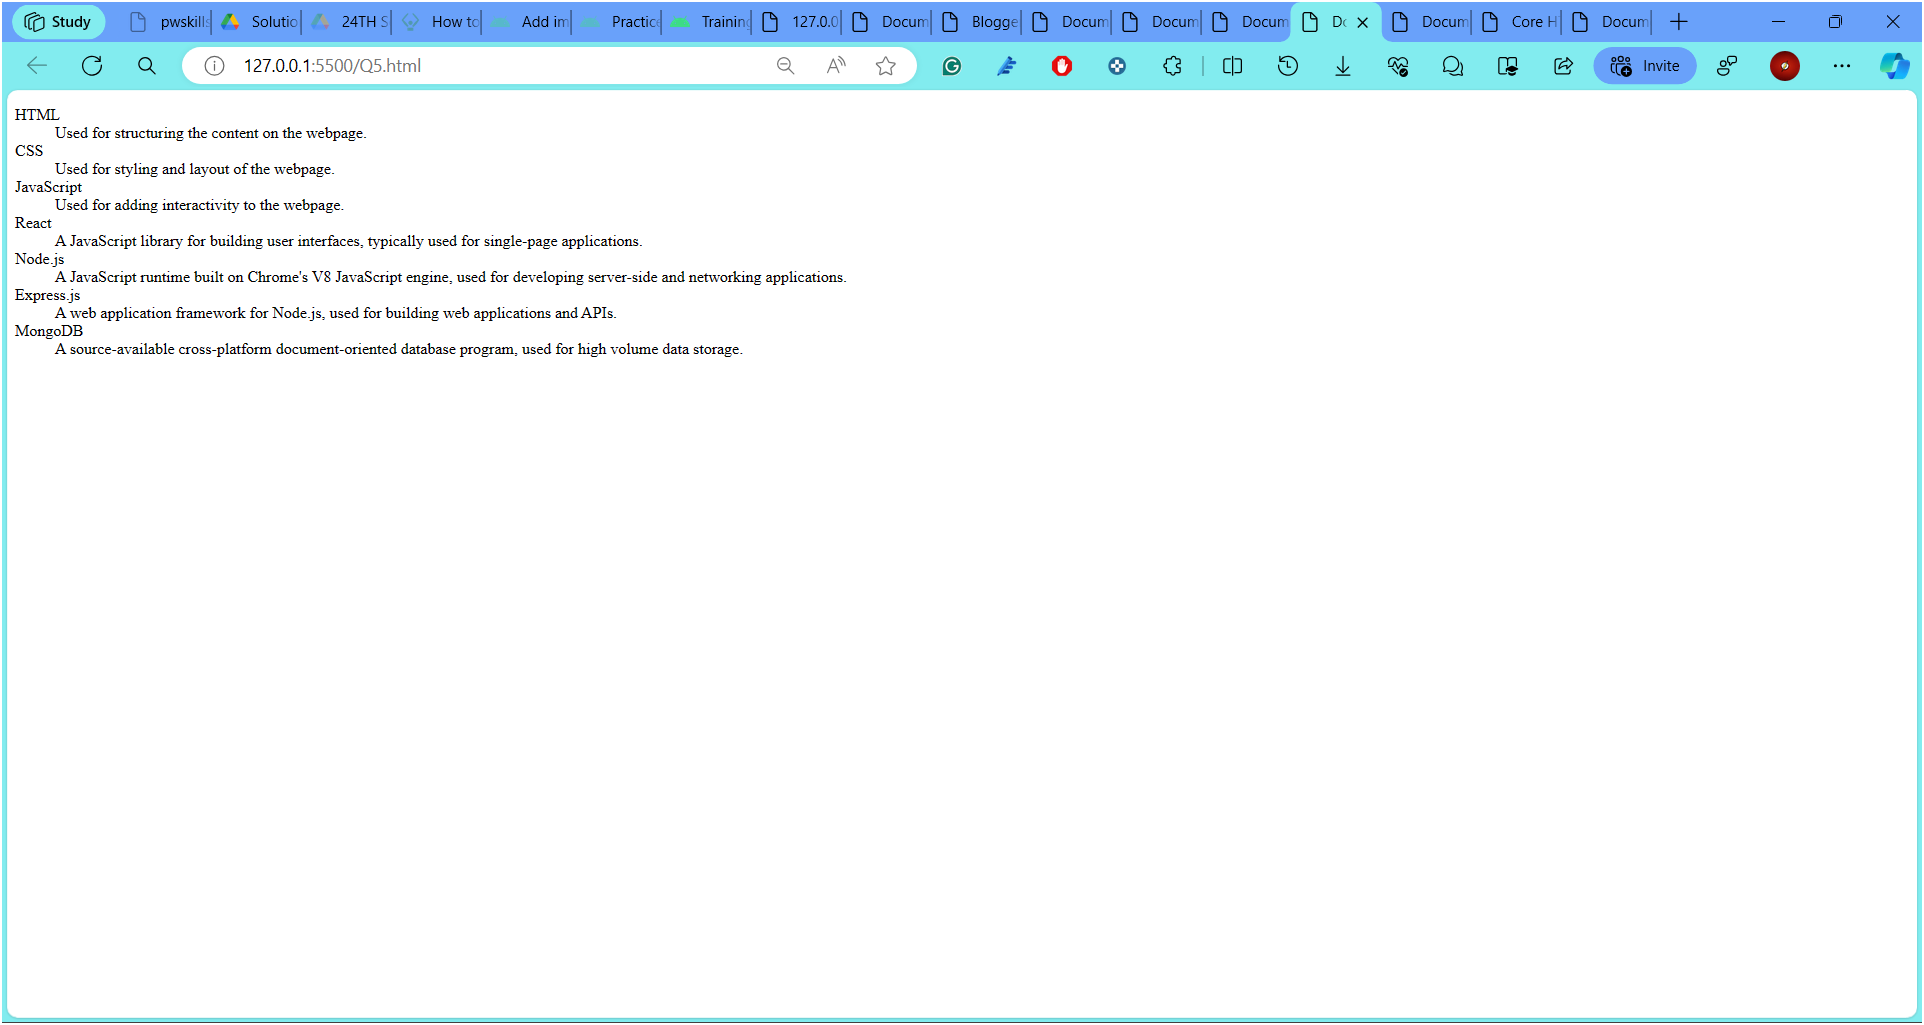 Study pwskills Solutio 24TH S How to Add im Practice Training 127.0.0 Docum Blogge Docum Docum Docum Do Docum Core H Docum
127.0.0.1:5500/Q5.html Invite
HTML
Used for structuring the content on the webpage.
CSS
Used for styling and layout of the webpage.
JavaScript
Used for adding interactivity to the webpage.
React
A JavaScript library for building user interfaces, typically used for single-page applications.
Node.js
A JavaScript runtime built on Chrome's V8 JavaScript engine, used for developing server-side and networking applications.
Express.js
A web application framework for Node.js, used for building web applications and APIs.
MongoDB
A source-available cross-platform document-oriented database program, used for high volume data storage.